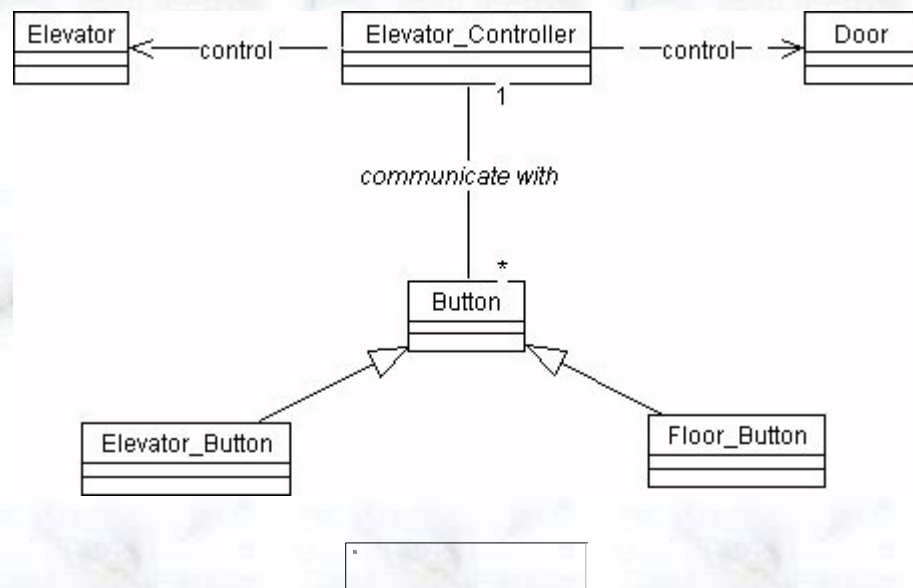 Elevator
control
Elevator_Controller
control
Door
1
communicate with
*
Button
Elevator_Button
Floor_Button